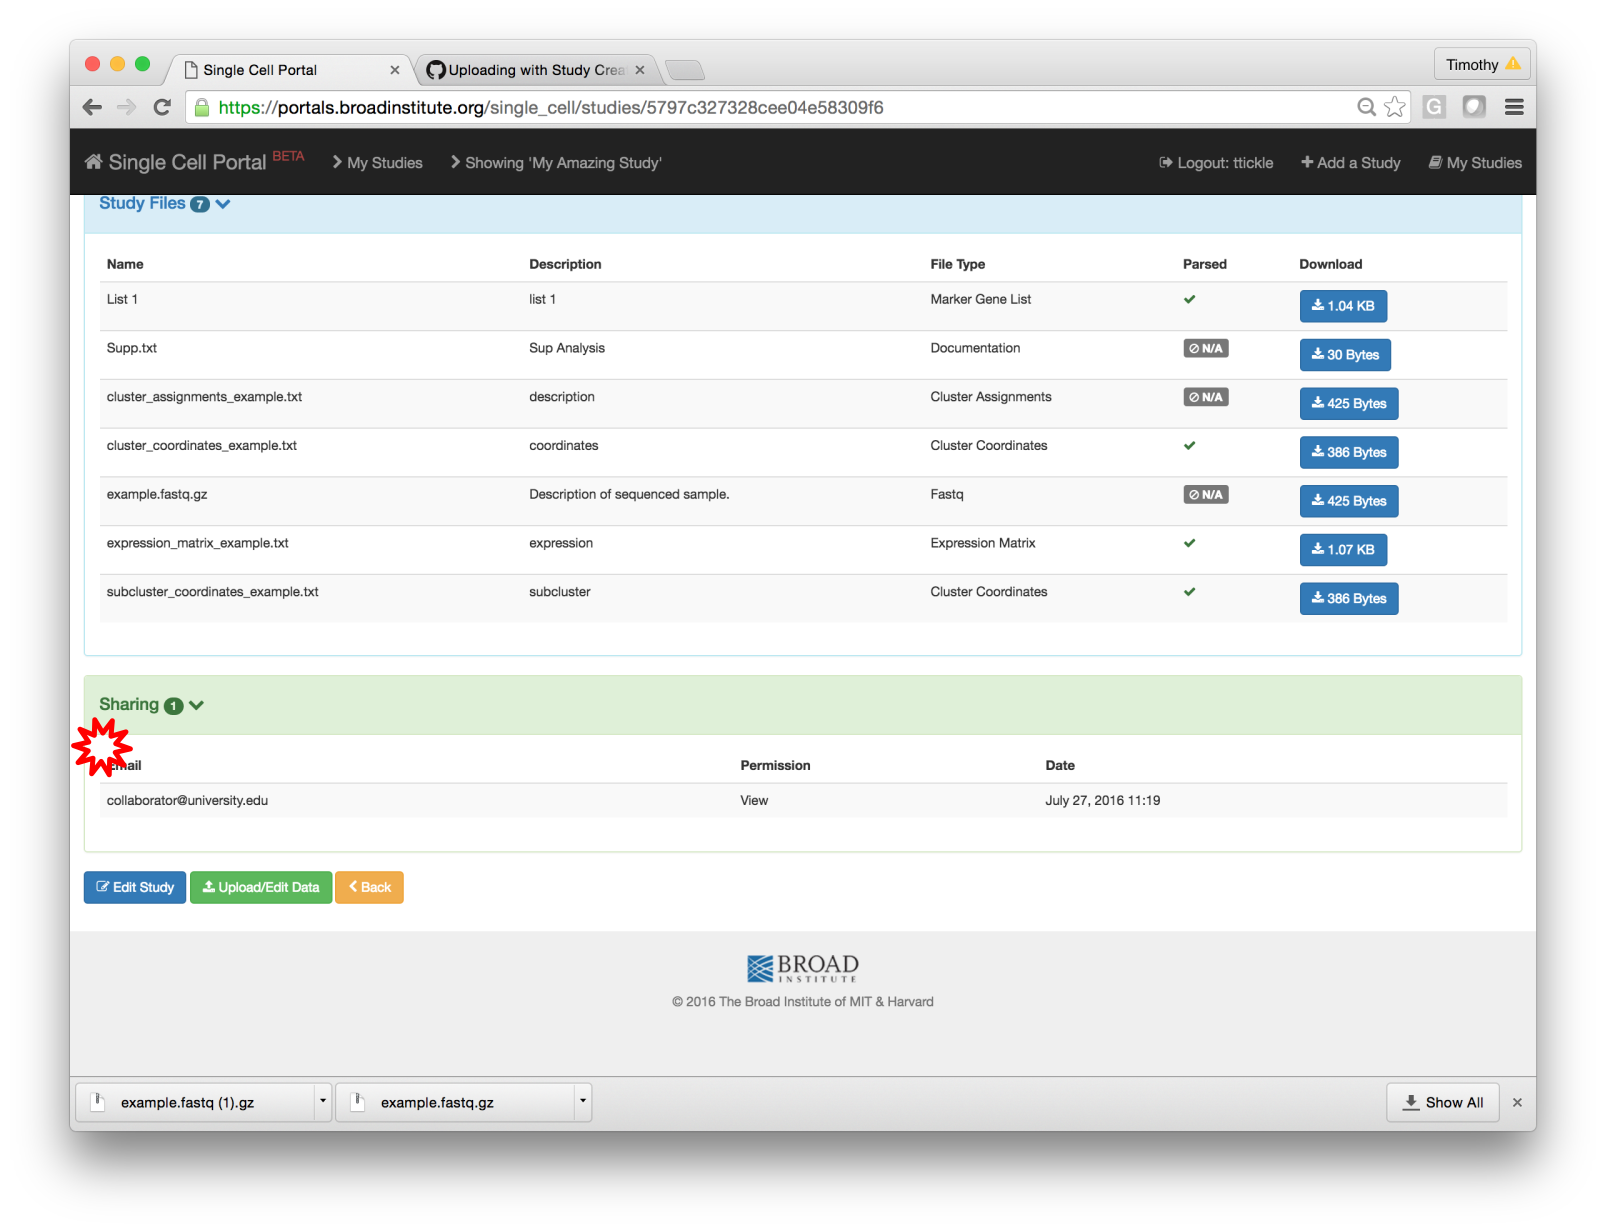 Single Cell Portal
Uploading with Study Crea
Timothy
https://portals.broadinstitute.org/single_cell/studies/5797c327328cee04e58309f6
G
Single Cell Portal BETA My Studies Showing 'My Amazing Study' Logout: ttickle Add a Study My Studies
Study Files 7
Name Description File Type Parsed Download
List 1 list 1 Marker Gene List 1.04 KB
Supp.txt Sup Analysis Documentation N/A 30 Bytes
cluster_assignments_example.txt description Cluster Assignments N/A 425 Bytes
cluster_coordinates_example.txt coordinates Cluster Coordinates 386 Bytes
example.fastq.gz Description of sequenced sample. Fastq N/A 425 Bytes
expression_matrix_example.txt expression Expression Matrix 1.07 KB
subcluster_coordinates_example.txt subcluster Cluster Coordinates 386 Bytes
Sharing 1
Email Permission Date
collaborator@university.edu View July 27, 2016 11:19
Edit Study Upload/Edit Data Back
BROAD
INSTITUTE
© 2016 The Broad Institute of MIT & Harvard
example.fastq (1).gz example.fastq.gz Show All